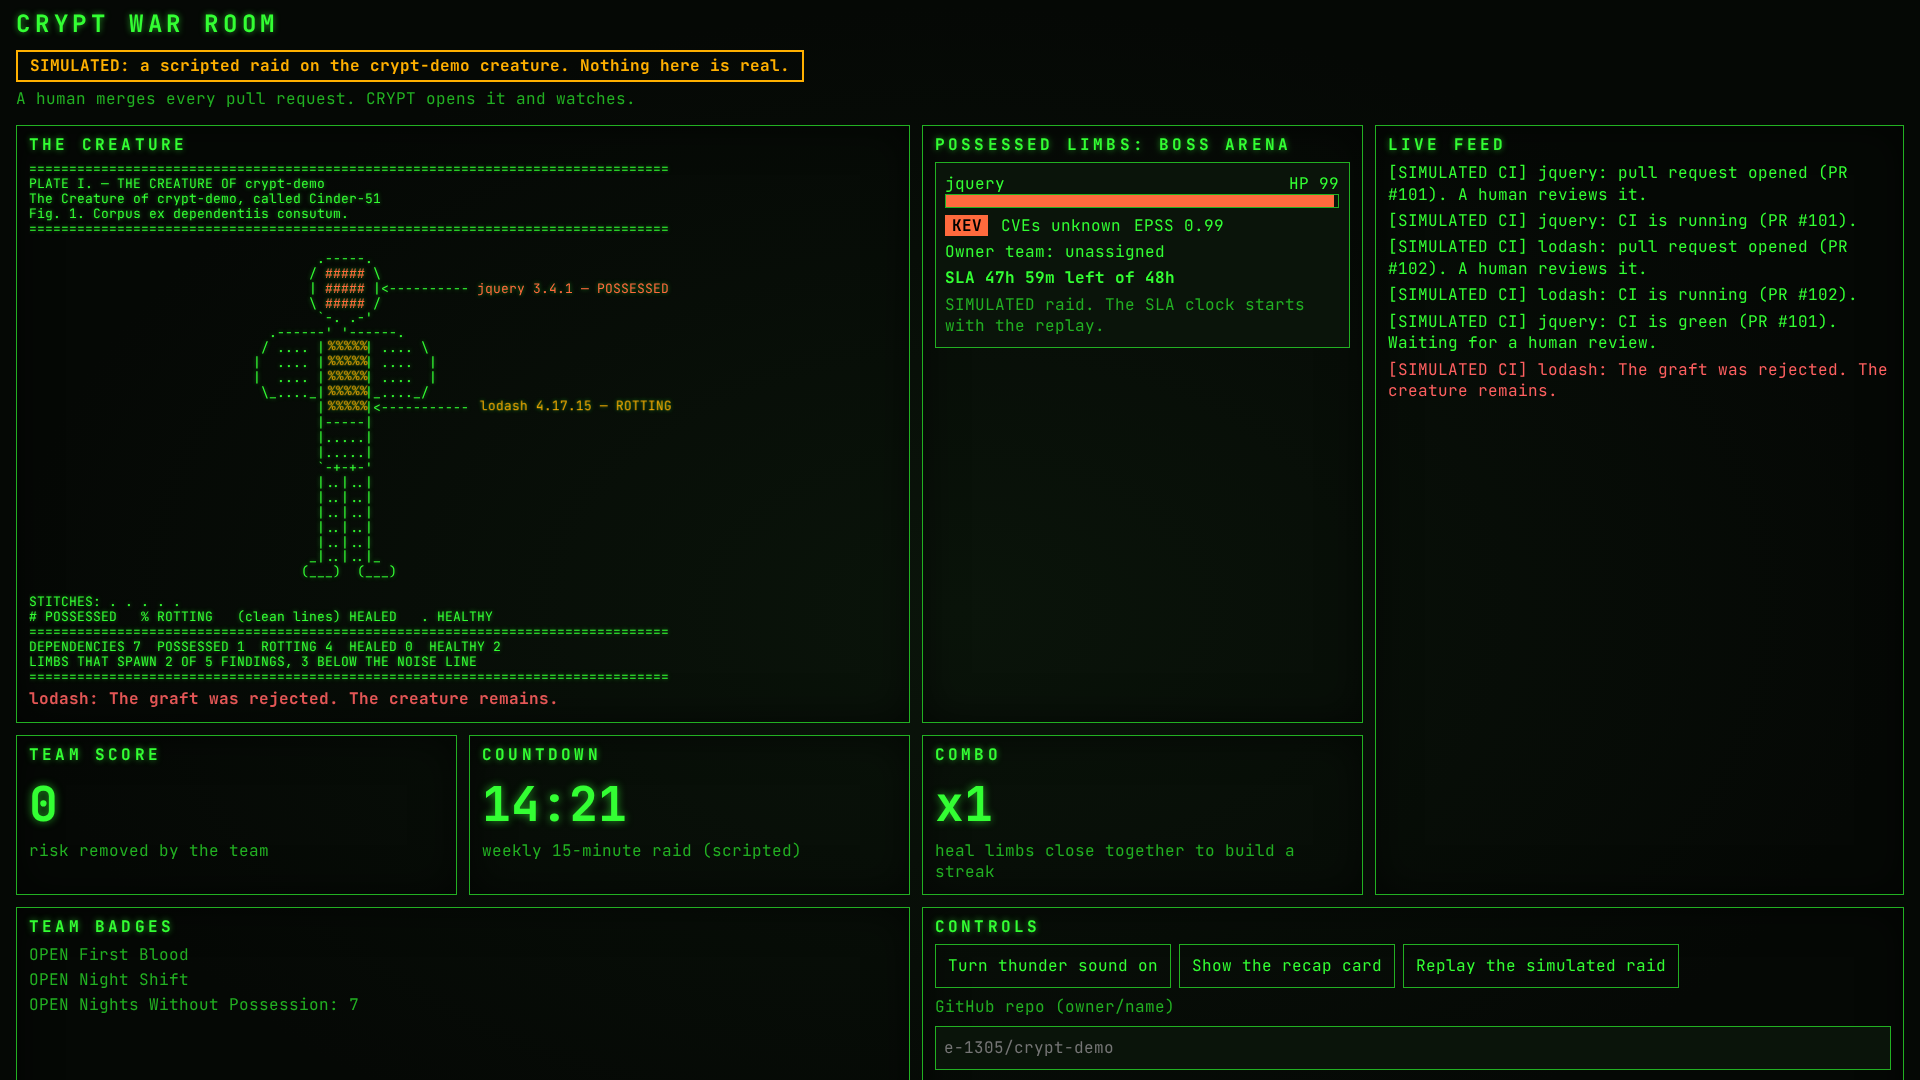 CRYPT WAR ROOM
SIMULATED: a scripted raid on the crypt-demo creature. Nothing here is real.
A human merges every pull request. CRYPT opens it and watches.
THE CREATURE
================================================================================
PLATE I. — THE CREATURE OF crypt-demo
The Creature of crypt-demo, called Cinder-51
Fig. 1. Corpus ex dependentiis consutum.
================================================================================
.-----.
/ ##### \
| ##### |<---------- jquery 3.4.1 — POSSESSED
\ ##### /
`-. .-'
.------' '------.
/ .... |%%%%%| .... \
|  .... |%%%%%| ....  |
|  .... |%%%%%| ....  |
\_...._|%%%%%|_...._/
|%%%%%|<----------- lodash 4.17.15 — ROTTING
|-----|
|.....|
|.....|
`-+-+-'
|..|..|
|..|..|
|..|..|
|..|..|
|..|..|
_|..|..|_
(___)  (___)
STITCHES: . . . . .
# POSSESSED   % ROTTING   (clean lines) HEALED   . HEALTHY
================================================================================
DEPENDENCIES 7  POSSESSED 1  ROTTING 4  HEALED 0  HEALTHY 2
LIMBS THAT SPAWN 2 OF 5 FINDINGS, 3 BELOW THE NOISE LINE
================================================================================
lodash: The graft was rejected. The creature remains.
POSSESSED LIMBS: BOSS ARENA
jquery HP 99
KEV CVEs unknown EPSS 0.99
Owner team: unassigned
SLA 47h 59m left of 48h
SIMULATED raid. The SLA clock starts
with the replay.
LIVE FEED
[SIMULATED CI] jquery: pull request opened (PR
#101). A human reviews it.
[SIMULATED CI] jquery: CI is running (PR #101).
[SIMULATED CI] lodash: pull request opened (PR
#102). A human reviews it.
[SIMULATED CI] lodash: CI is running (PR #102).
[SIMULATED CI] jquery: CI is green (PR #101).
Waiting for a human review.
[SIMULATED CI] lodash: The graft was rejected. The
creature remains.
TEAM SCORE
0
risk removed by the team
COUNTDOWN
14:21
weekly 15-minute raid (scripted)
COMBO
x1
heal limbs close together to build a
streak
TEAM BADGES
OPEN First Blood
OPEN Night Shift
OPEN Nights Without Possession: 7
CONTROLS
Turn thunder sound on
Show the recap card
Replay the simulated raid
GitHub repo (owner/name)
e-1305/crypt-demo